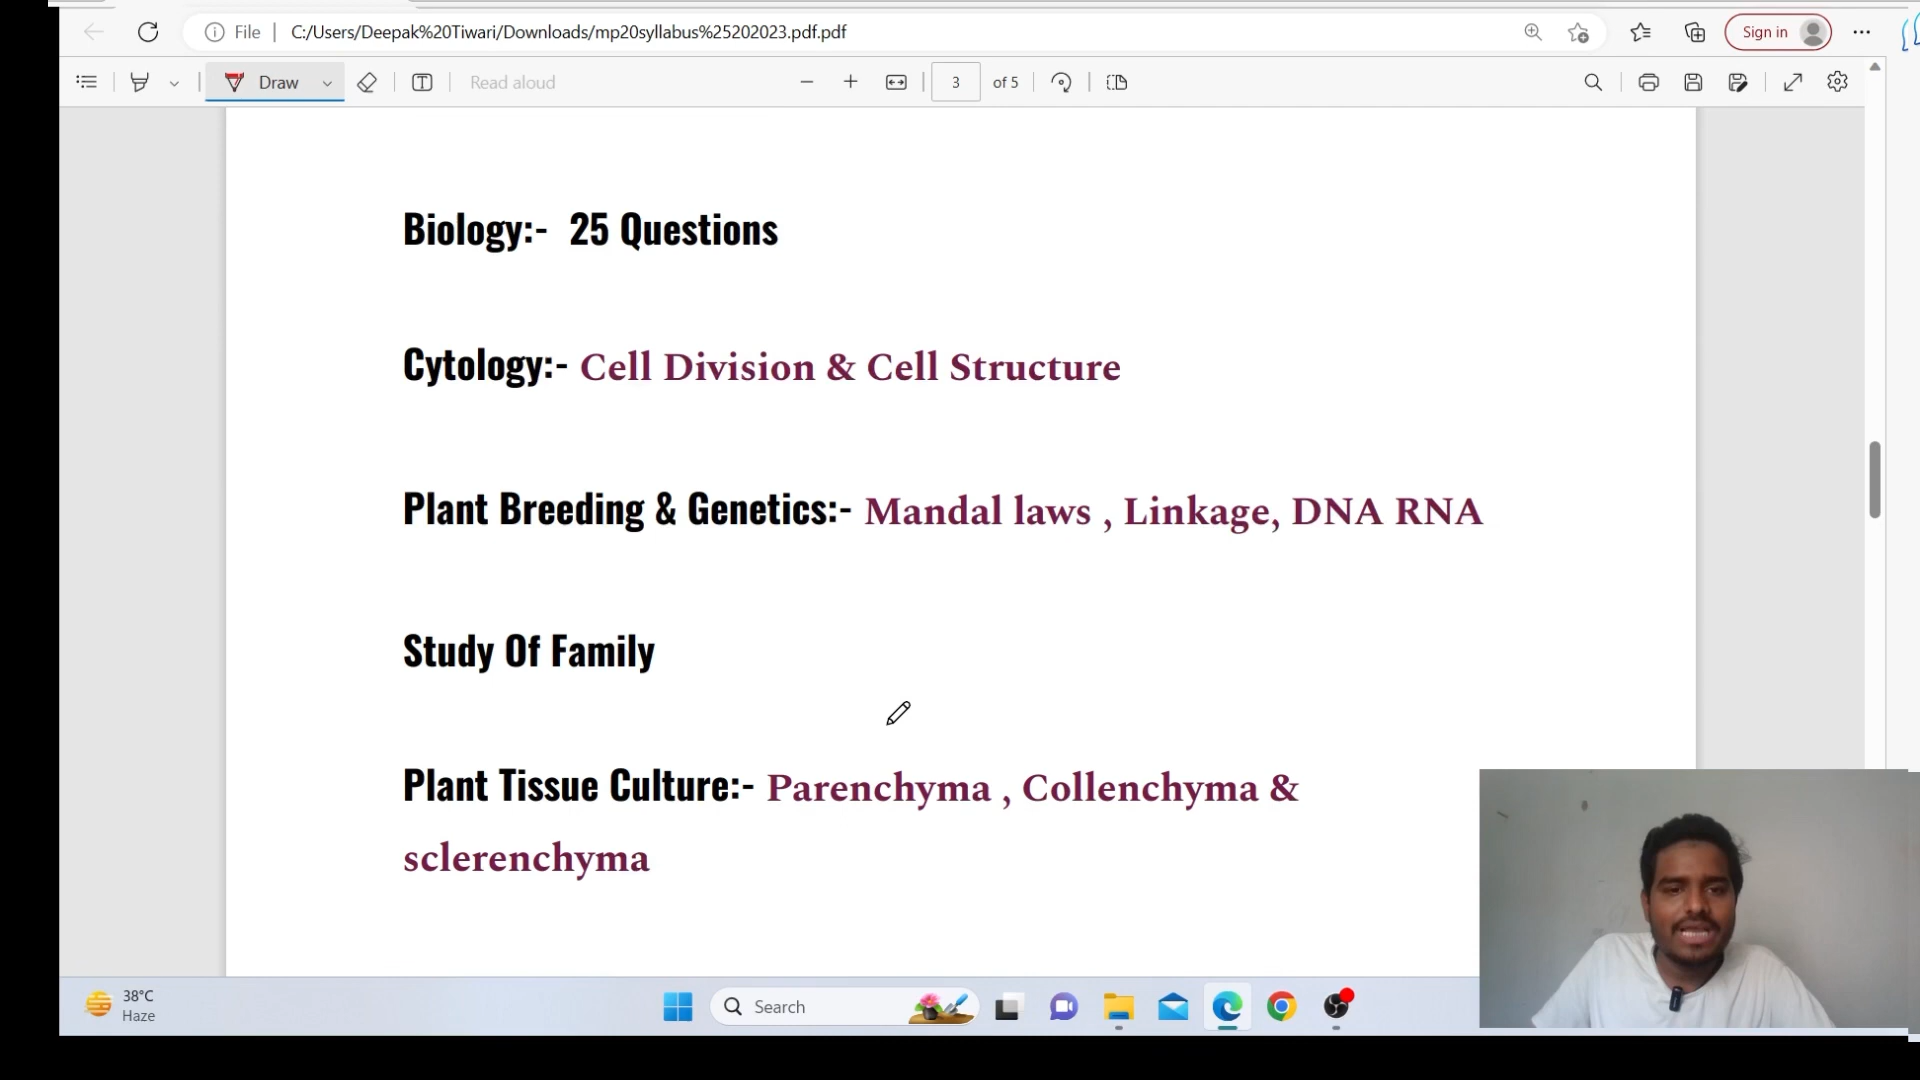 File
C:/Users/Deepak%20Tiwari/Downloads/mp20syllabus%25202023.pdf.pdf
Sign in
Draw
Read aloud
3 of 5
Biology:- 25 Questions
Cytology:- Cell Division & Cell Structure
Plant Breeding & Genetics:- Mandal laws , Linkage, DNA RNA
Study Of Family
Plant Tissue Culture:- Parenchyma , Collenchyma &
sclerenchyma
38°C
Haze
Search